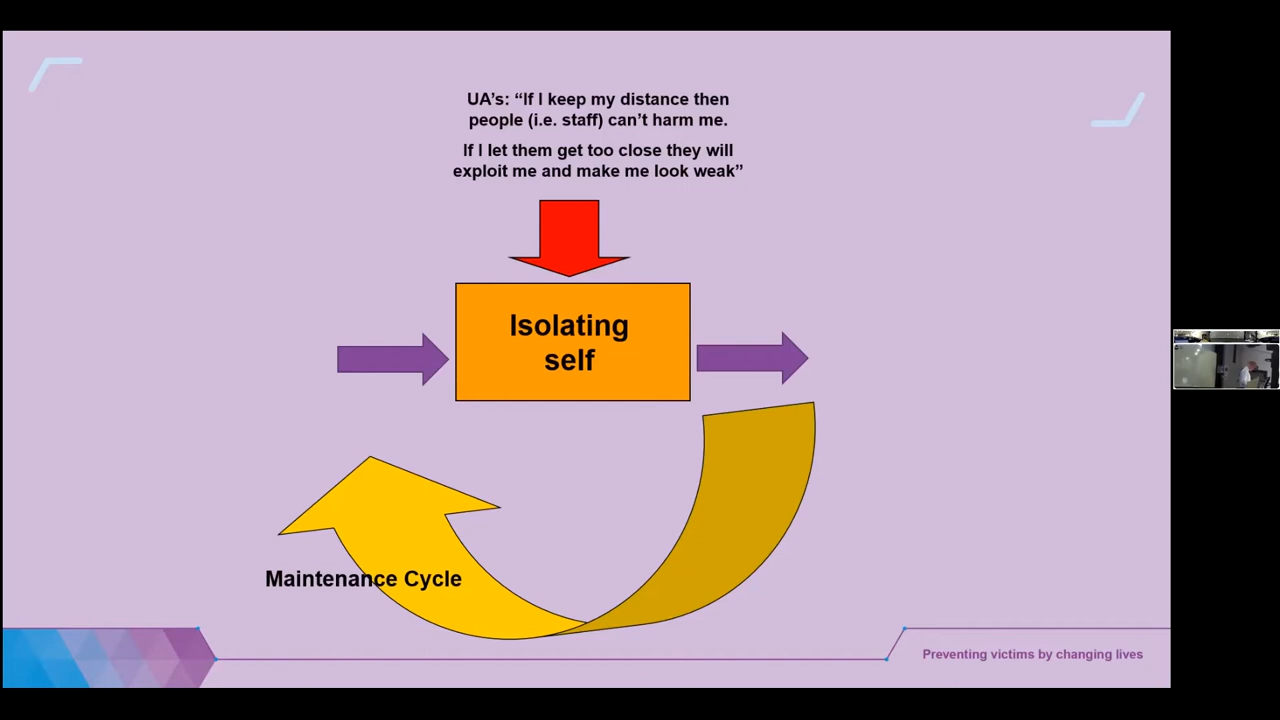 UA's: “If I keep my distance then
people (i.e. staff) can't harm me.
If I let them get too close they will
exploit me and make me look weak”
Isolating
self
Maintenance Cycle
Preventing victims by changing lives